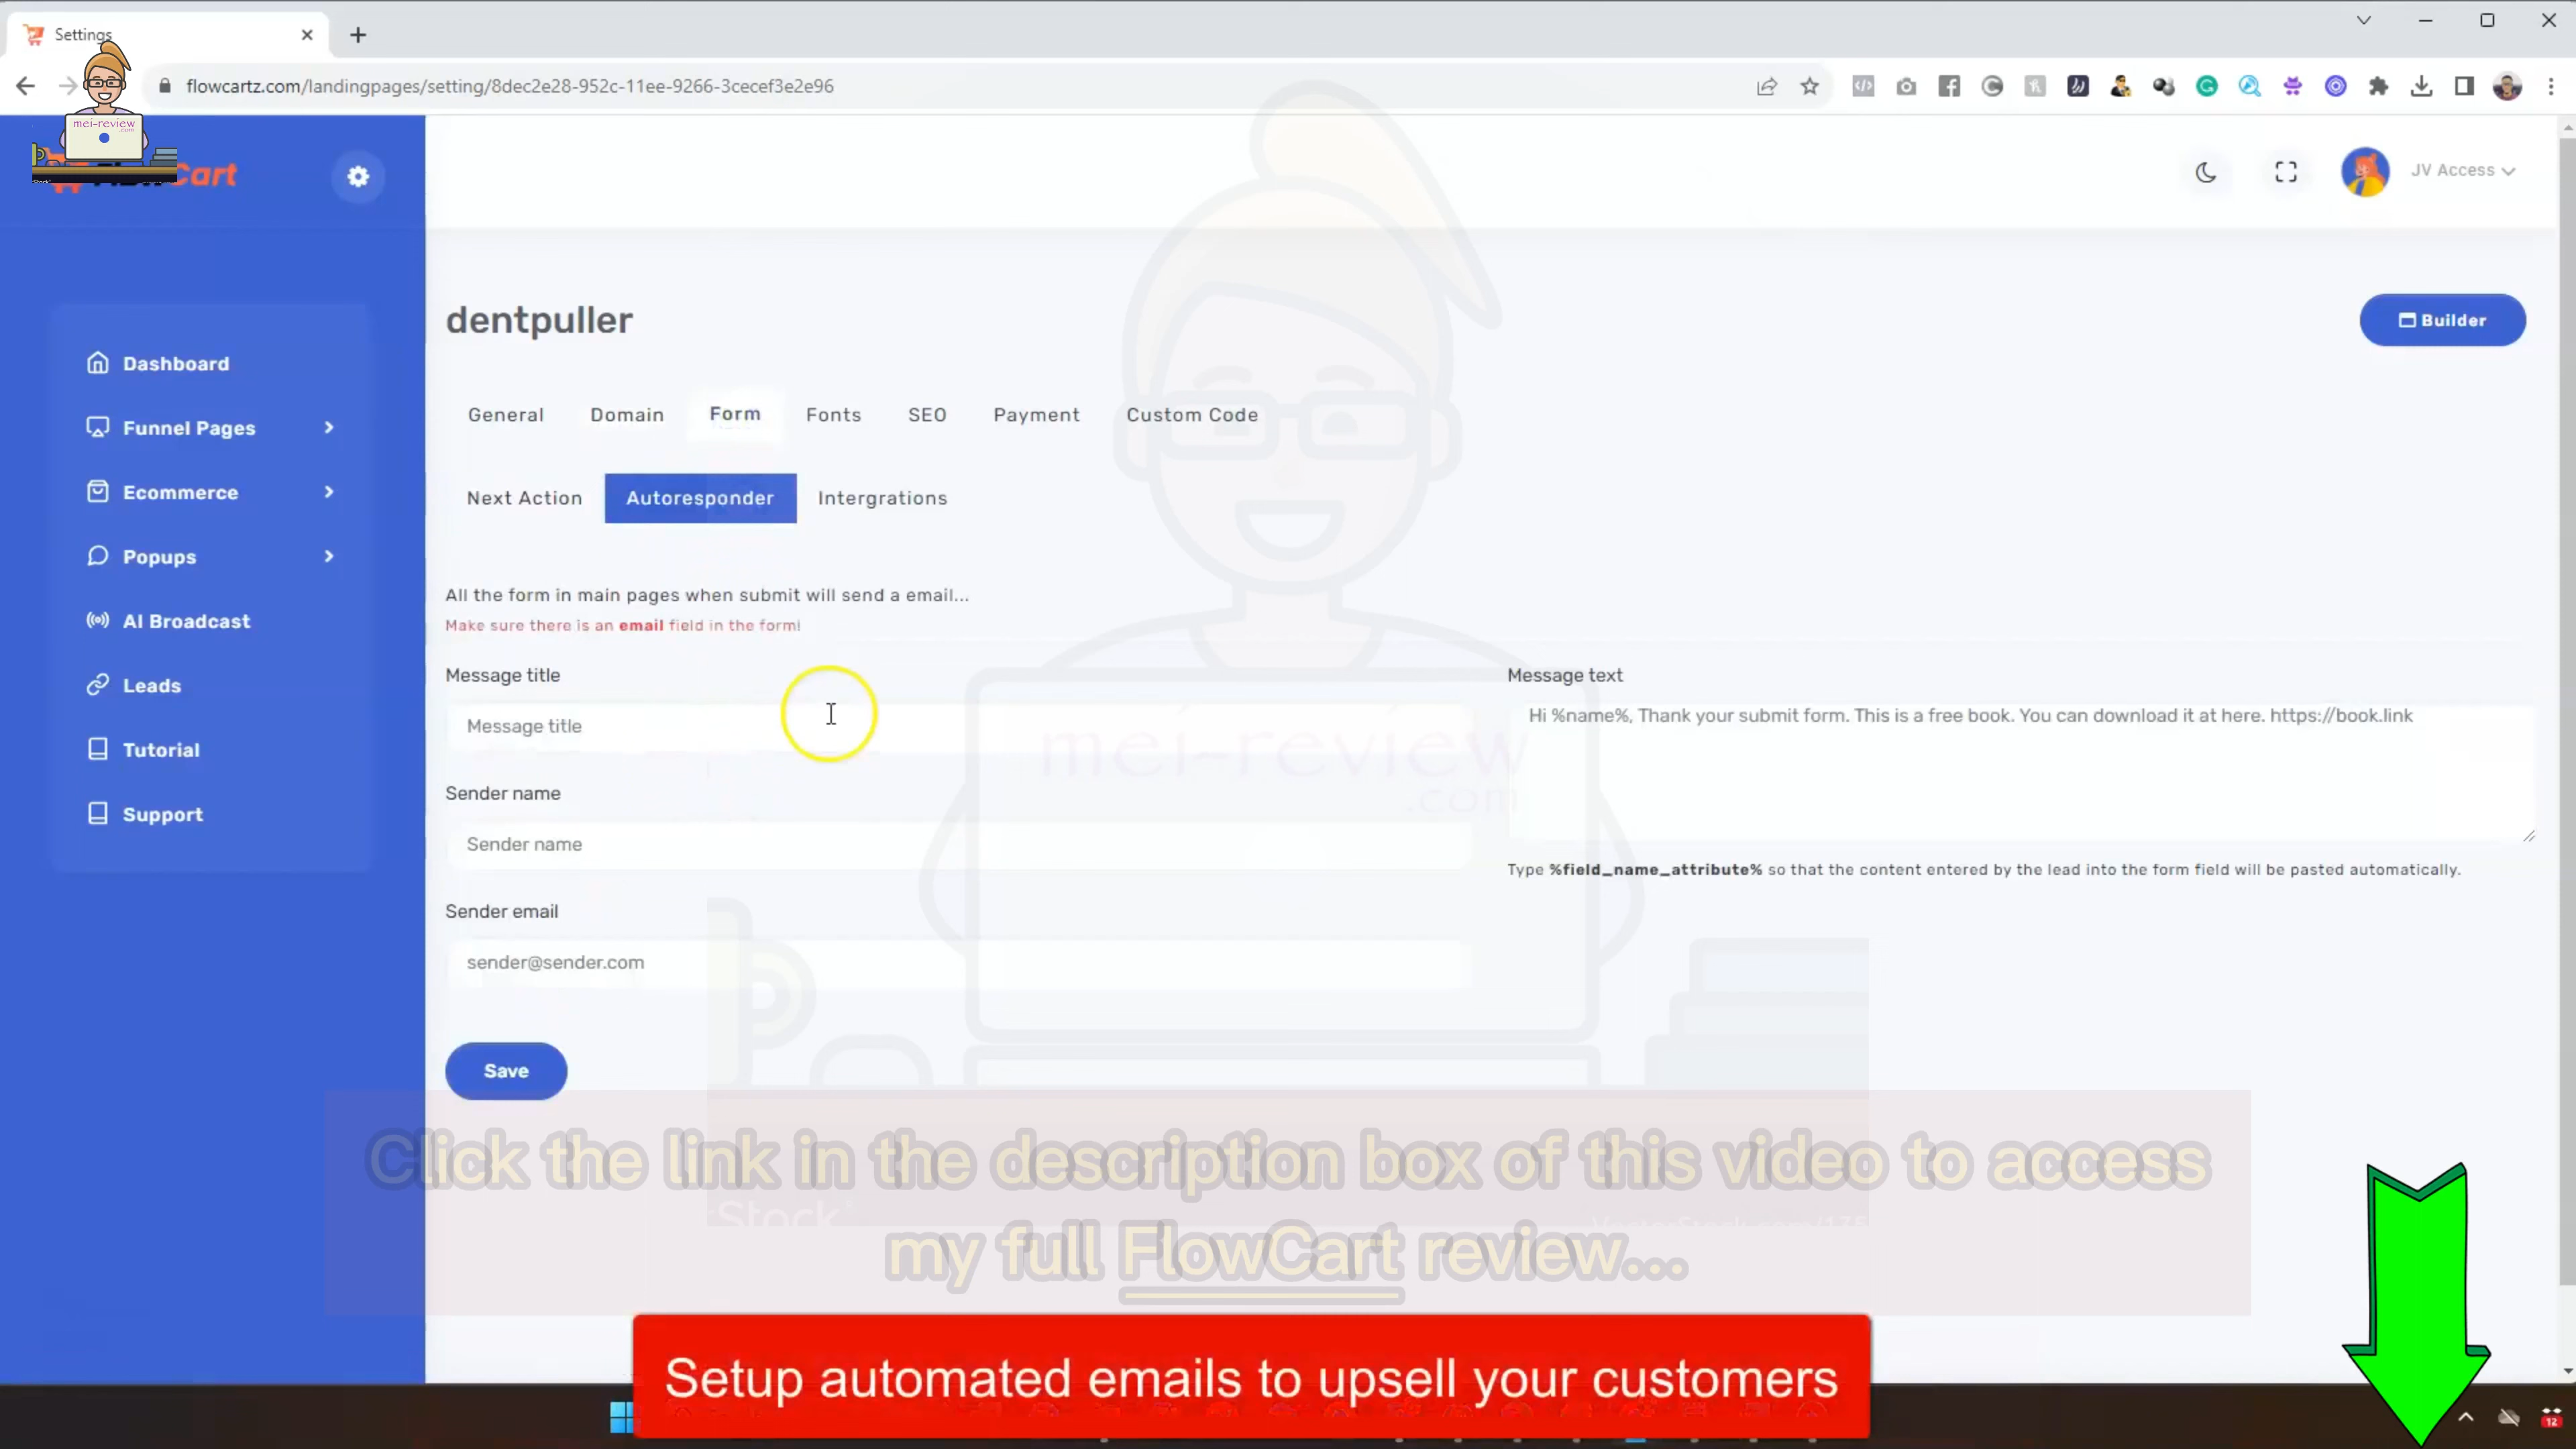 Settings
flowcartz.com/landingpages/setting/8dec2e28-952c-11ee-9266-3cecef3e2e96
mei-review
.com
Cart
JV Access
dentpuller
Builder
Dashboard
Funnel Pages
Ecommerce
Popups
AI Broadcast
Leads
Tutorial
Support
General Domain Form Fonts SEO Payment Custom Code
Next Action Autoresponder Intergrations
All the form in main pages when submit will send a email...
Make sure there is an email field in the form!
Message title
Message title
Sender name
Sender name
Sender email
sender@sender.com
Save
Message text
Hi %name%, Thank your submit form. This is a free book. You can download it at here. https://book.link
Type %field_name_attribute% so that the content entered by the lead into the form field will be pasted automatically.
mei-review
.com
Click the link in the description box of this video to access
my full FlowCart review...
Setup automated emails to upsell your customers
12